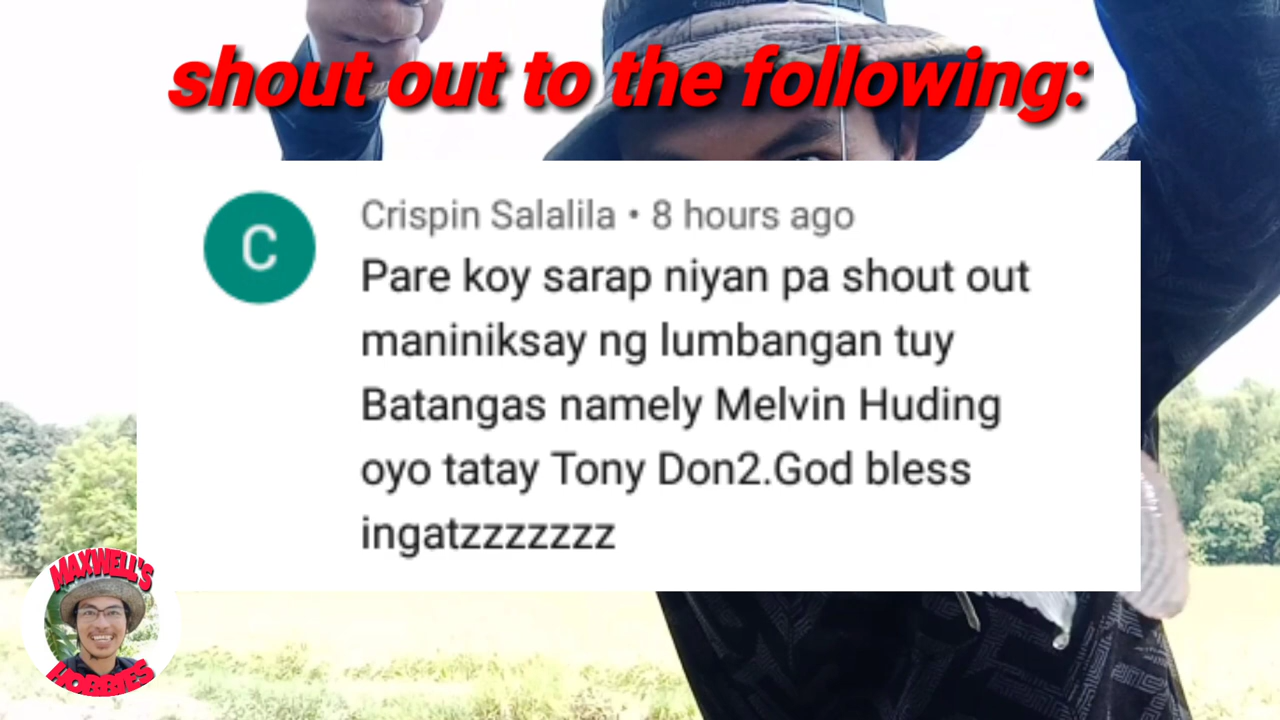 shout out to the following:
Crispin Salalila • 8 hours ago
Pare koy sarap niyan pa shout out
maniniksay ng lumbangan tuy
Batangas namely Melvin Huding
oyo tatay Tony Don2.God bless
ingatzzzzzzz
MAXWELL'S
HOBBIES